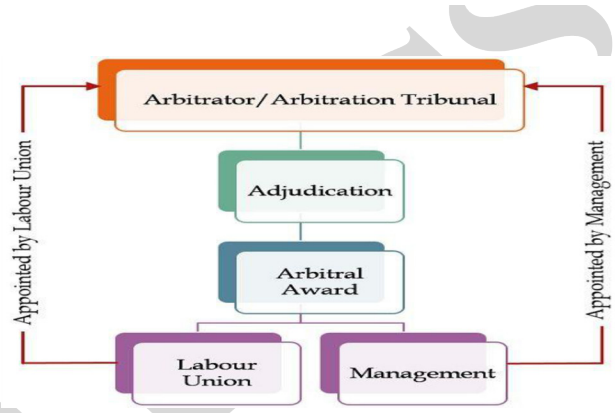 Arbitrator/Arbitration Tribunal
Adjudication
Arbitral
Award
Labour
Union
Management
Appointed by Labour Union
Appointed by Management